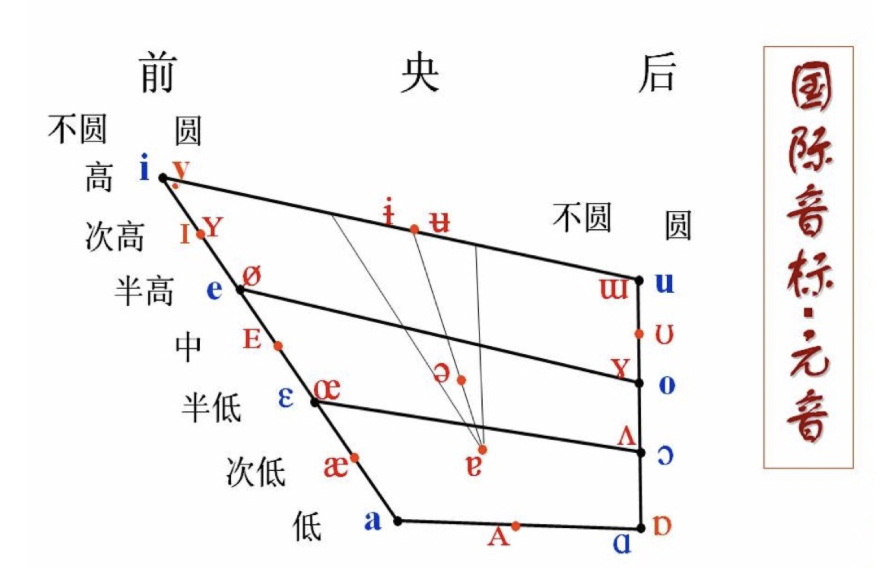 前 央 后
不圆 圆
高 i y
ɨ ʉ
不圆 圆
次高 I Y
半高 e ø
ɯ u
ʊ
中 E
ə
ɤ o
半低 ɛ œ
ʌ ɔ
次低 æ
ɐ
低 a
A
ɑ ɒ
国际音标·元音